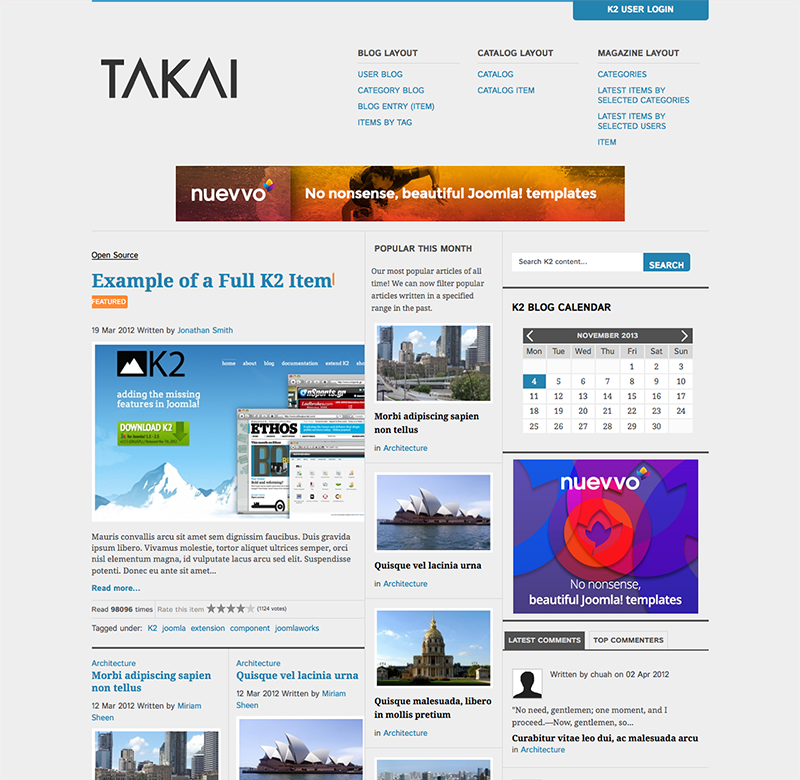 K2 USER LOGIN
TAKAI
BLOG LAYOUT
USER BLOG
CATEGORY BLOG
BLOG ENTRY (ITEM)
ITEMS BY TAG
CATALOG LAYOUT
CATALOG
CATALOG ITEM
MAGAZINE LAYOUT
CATEGORIES
LATEST ITEMS BY
SELECTED CATEGORIES
LATEST ITEMS BY
SELECTED USERS
ITEM
nuevvo
No nonsense, beautiful Joomla! templates
Open Source
Example of a Full K2 Item
FEATURED
19 Mar 2012 Written by Jonathan Smith
K2
home about blog documentation extend K2
adding the missing
features in Joomla!
DOWNLOAD K2
nSports.gr
ETHOS
Mauris convallis arcu sit amet sem dignissim faucibus. Duis gravida
ipsum libero. Vivamus molestie, tortor aliquet ultrices semper, orci
nisl elementum magna, id vulputate lacus arcu sed elit. Suspendisse
potenti. Donec eu ante sit amet...
Read more...
Read 98096 times Rate this item (1124 votes)
Tagged under: K2 joomla extension component joomlaworks
Architecture
Morbi adipiscing sapien
non tellus
12 Mar 2012 Written by Miriam
Sheen
Architecture
Quisque vel lacinia urna
12 Mar 2012 Written by Miriam
Sheen
POPULAR THIS MONTH
Our most popular articles of all
time! We can now filter popular
articles written in a specified
range in the past.
Morbi adipiscing sapien
non tellus
in Architecture
Quisque vel lacinia urna
in Architecture
Quisque malesuada, libero
in mollis pretium
in Architecture
Search K2 content...
SEARCH
K2 BLOG CALENDAR
NOVEMBER 2013
Mon Tue Wed Thu Fri Sat Sun
1 2 3
4 5 6 7 8 9 10
11 12 13 14 15 16 17
18 19 20 21 22 23 24
25 26 27 28 29 30
nuevvo
No nonsense,
beautiful Joomla! templates
LATEST COMMENTS
TOP COMMENTERS
Written by chuah on 02 Apr 2012
"No need, gentlemen; one moment, and I
proceed.—Now, gentlemen, so...
Curabitur vitae leo dui, ac malesuada arcu
in Architecture